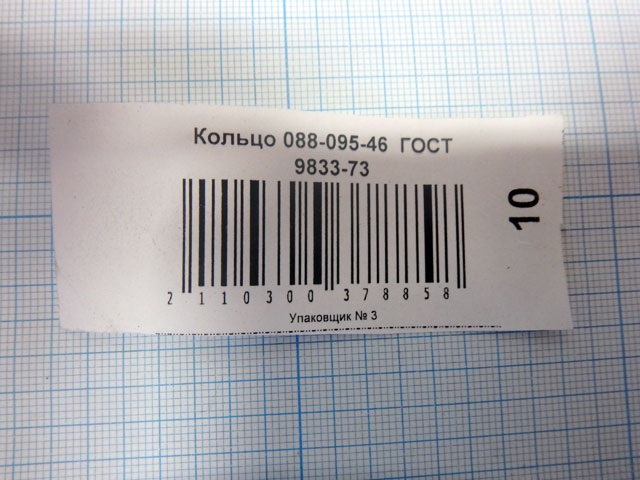 Кольцо 088-095-46 ГОСТ
9833-73
10
2 110300 378858
Упаковщик № 3